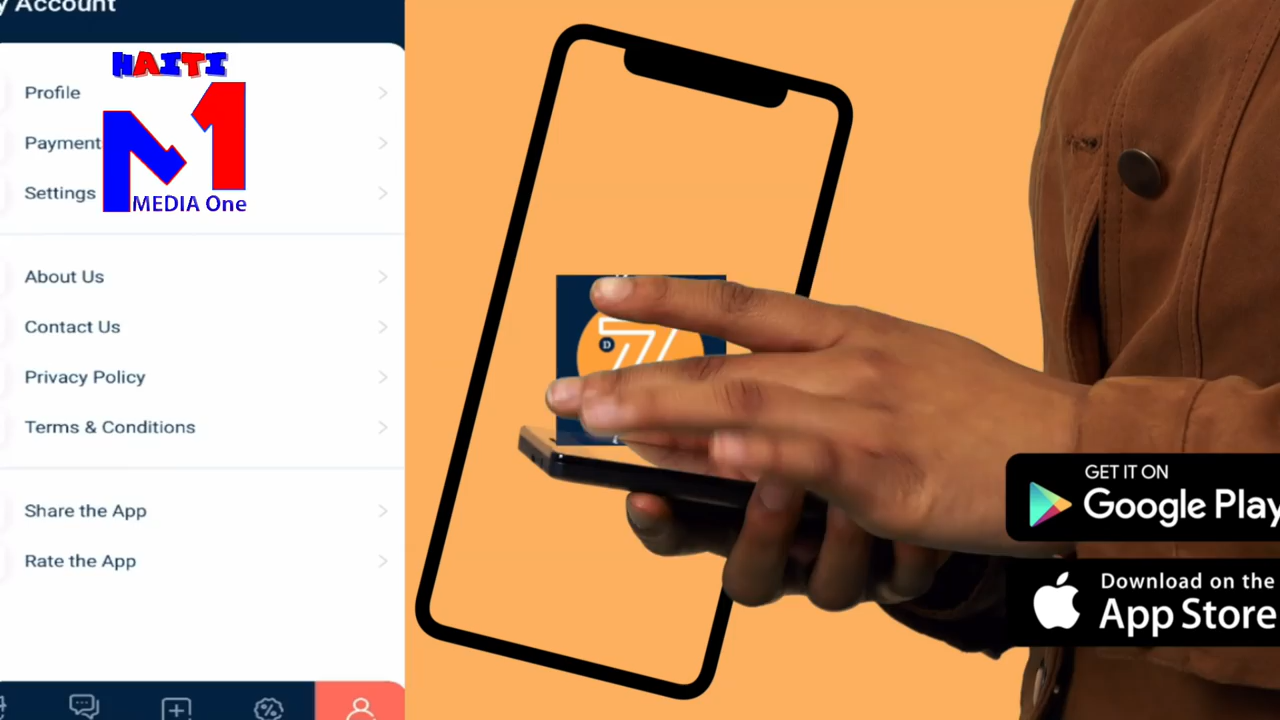 y Account
HAITI
M1
MEDIA One
Profile
Payment
Settings
About Us
Contact Us
Privacy Policy
Terms & Conditions
Share the App
Rate the App
D
GET IT ON
Google Play
Download on the
App Store